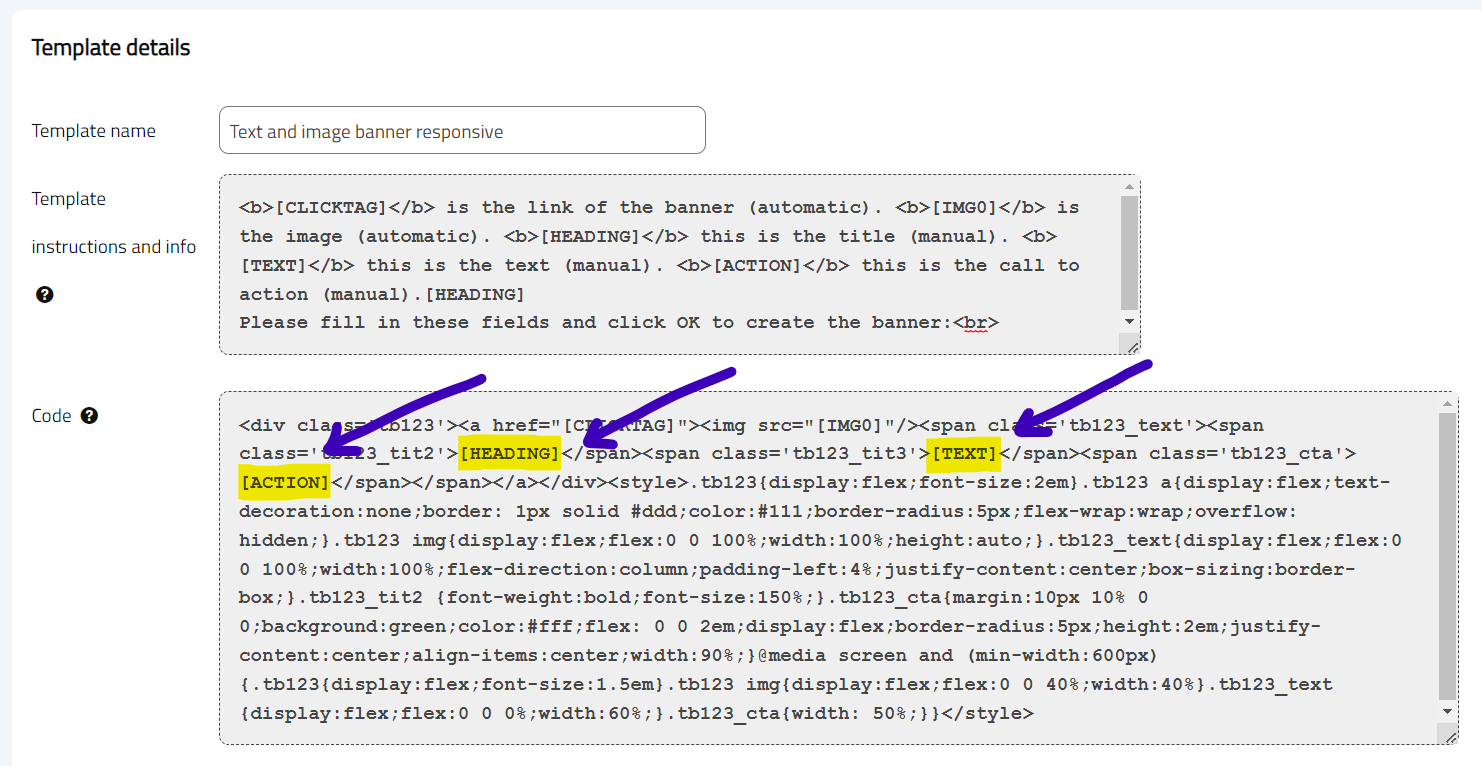 Template details
Template name
Text and image banner responsive
Template
instructions and info
<b>[CLICKTAG]</b> is the link of the banner (automatic). <b>[IMG0]</b> is
the image (automatic). <b>[HEADING]</b> this is the title (manual). <b>
[TEXT]</b> this is the text (manual). <b>[ACTION]</b> this is the call to
action (manual).[HEADING]
Please fill in these fields and click OK to create the banner:<br>
Code
<div class='tb123'><a href="[CLICKTAG]"><img src="[IMG0]"/><span class='tb123_text'><span
class='tb123_tit2'>[HEADING]</span><span class='tb123_tit3'>[TEXT]</span><span class='tb123_cta'>
[ACTION]</span></span></a></div><style>.tb123{display:flex;font-size:2em}.tb123 a{display:flex;text-
decoration:none;border: 1px solid #ddd;color:#111;border-radius:5px;flex-wrap:wrap;overflow:
hidden;}.tb123 img{display:flex;flex:0 0 100%;width:100%;height:auto;}.tb123_text{display:flex;flex:0
0 100%;width:100%;flex-direction:column;padding-left:4%;justify-content:center;box-sizing:border-
box;}.tb123_tit2 {font-weight:bold;font-size:150%;}.tb123_cta{margin:10px 10% 0
0;background:green;color:#fff;flex: 0 0 2em;display:flex;border-radius:5px;height:2em;justify-
content:center;align-items:center;width:90%;}@media screen and (min-width:600px)
{.tb123{display:flex;font-size:1.5em}.tb123 img{display:flex;flex:0 0 40%;width:40%}.tb123_text
{display:flex;flex:0 0 0%;width:60%;}.tb123_cta{width: 50%;}}</style>